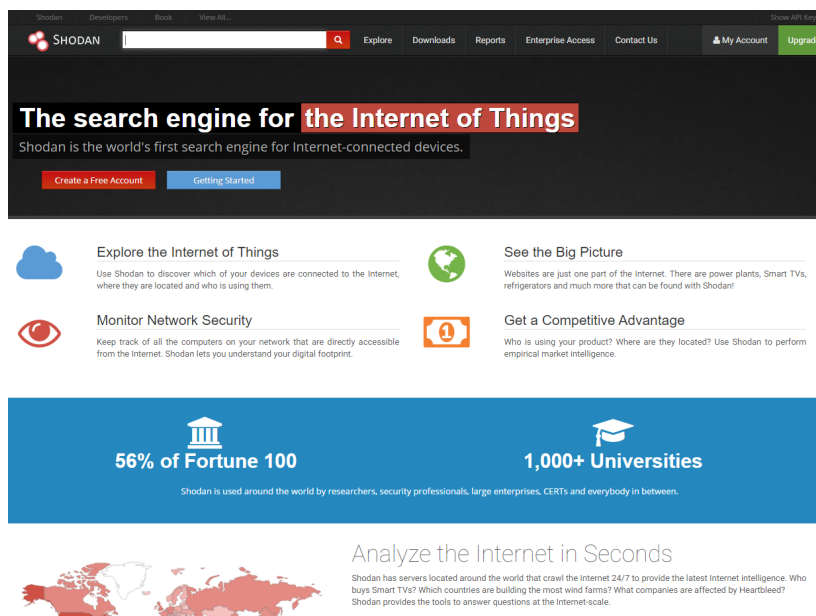 Shodan Developers Book View All... Show API Key
SHODAN Explore Downloads Reports Enterprise Access Contact Us My Account Upgrad
The search engine for the Internet of Things
Shodan is the world's first search engine for Internet-connected devices.
Create a Free Account Getting Started
Explore the Internet of Things
Use Shodan to discover which of your devices are connected to the Internet,
where they are located and who is using them.
See the Big Picture
Websites are just one part of the Internet. There are power plants, Smart TVs,
refrigerators and much more that can be found with Shodan!
Monitor Network Security
Keep track of all the computers on your network that are directly accessible
from the Internet. Shodan lets you understand your digital footprint.
1
Get a Competitive Advantage
Who is using your product? Where are they located? Use Shodan to perform
empirical market intelligence.
56% of Fortune 100 1,000+ Universities
Shodan is used around the world by researchers, security professionals, large enterprises, CERTs and everybody in between.
Analyze the Internet in Seconds
Shodan has servers located around the world that crawl the Internet 24/7 to provide the latest Internet intelligence. Who
buys Smart TVs? Which countries are building the most wind farms? What companies are affected by Heartbleed?
Shodan provides the tools to answer questions at the Internet-scale.